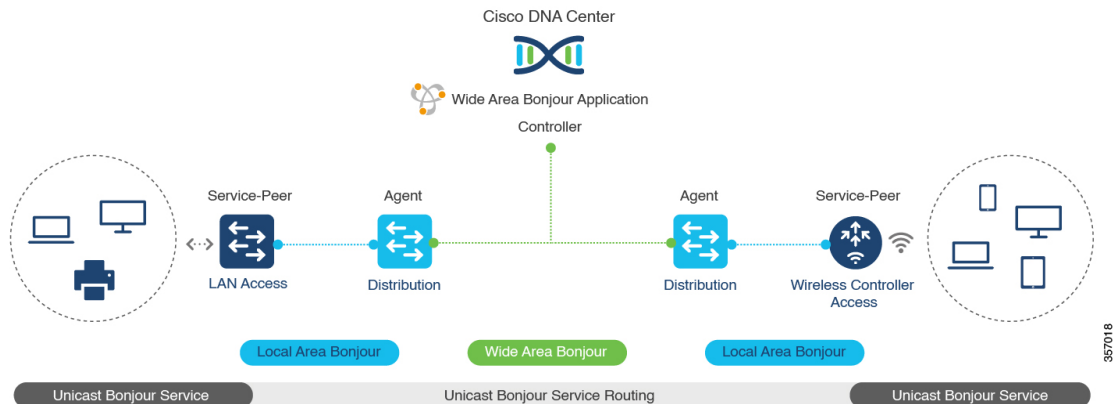 Cisco DNA Center
Wide Area Bonjour Application
Controller
Service-Peer
Agent
Agent
Service-Peer
LAN Access
Distribution
Distribution
Wireless Controller
Access
Local Area Bonjour
Wide Area Bonjour
Local Area Bonjour
357018
Unicast Bonjour Service
Unicast Bonjour Service Routing
Unicast Bonjour Service